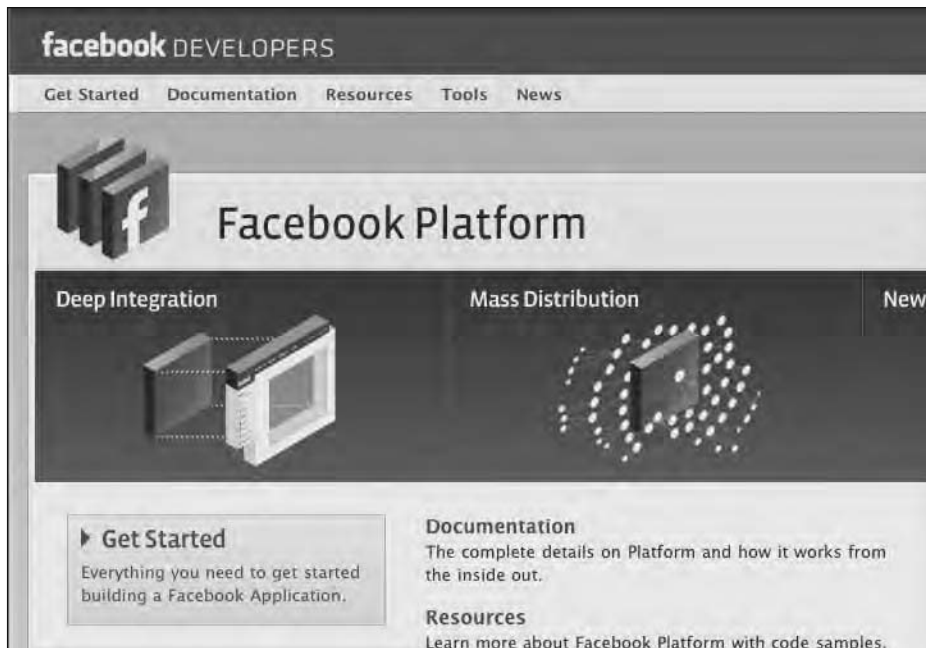 facebook DEVELOPERS
Get Started Documentation Resources Tools News
f
Facebook Platform
Deep Integration
Mass Distribution
New
Get Started
Everything you need to get started
building a Facebook Application.
Documentation
The complete details on Platform and how it works from
the inside out.
Resources
Learn more about Facebook Platform with code samples,